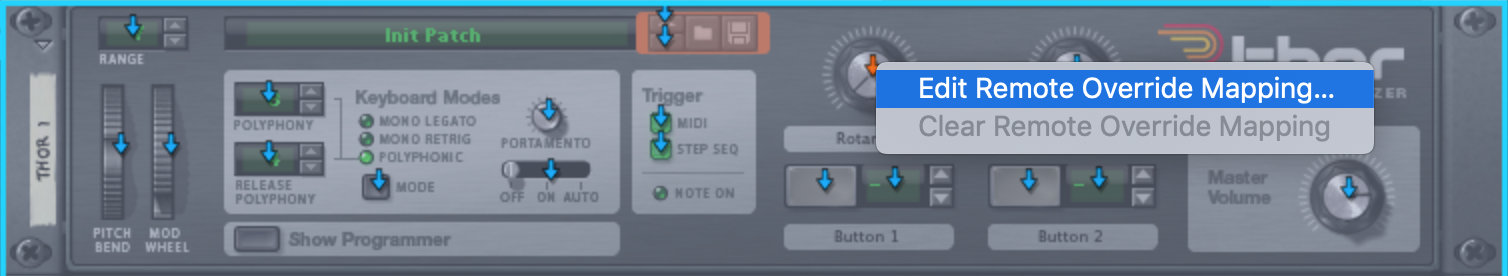 Init Patch
RANGE
THOR 1
PITCH BEND
MOD WHEEL
POLYPHONY
RELEASE POLYPHONY
Keyboard Modes
MONO LEGATO
MONO RETRIG
POLYPHONIC
MODE
PORTAMENTO
OFF ON AUTO
Show Programmer
Trigger
MIDI
STEP SEQ
NOTE ON
Edit Remote Override Mapping...
Clear Remote Override Mapping
Button 1
Button 2
Master
Volume